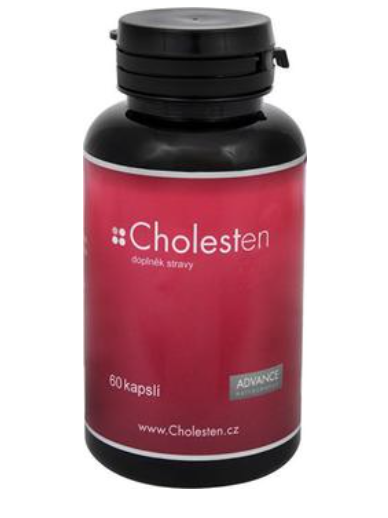 Cholesten
doplněk stravy
60 kapslí
ADVANCE
www.Cholesten.cz